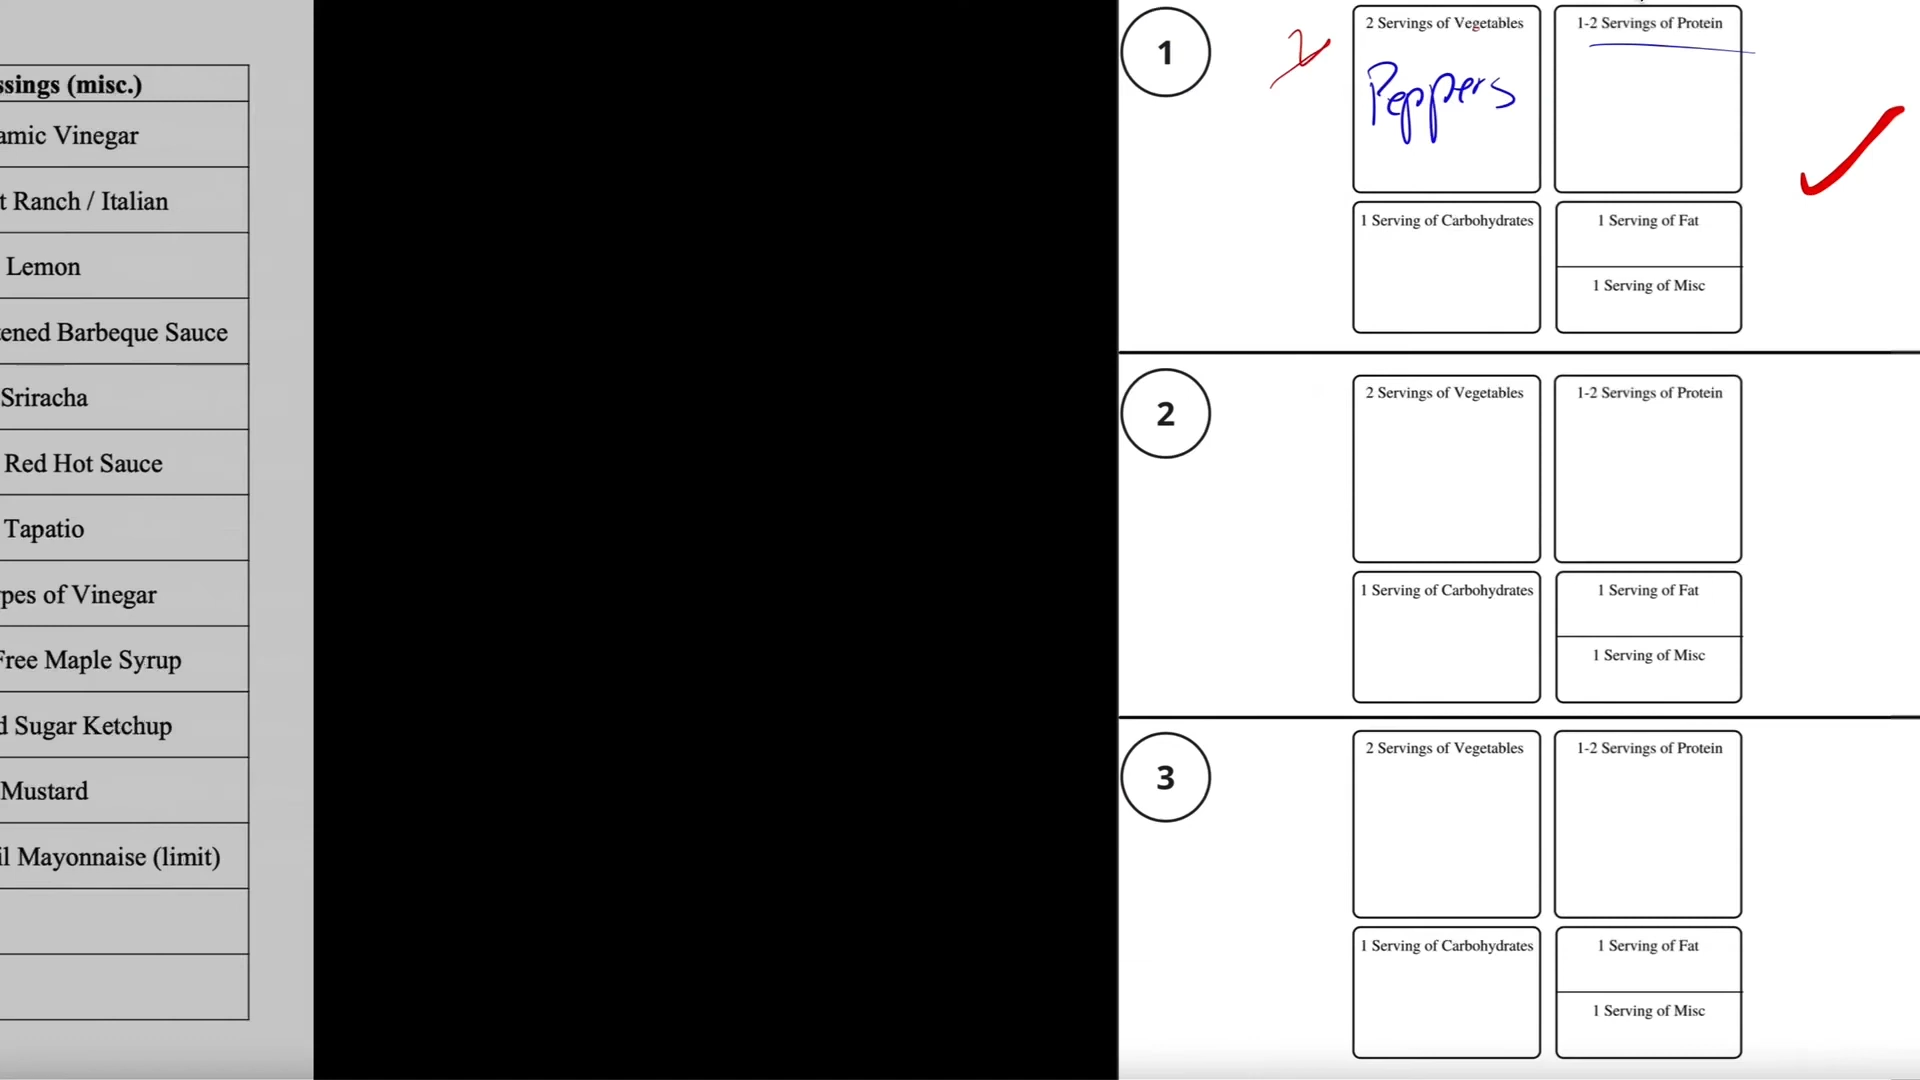 ssings (misc.)
amic Vinegar
t Ranch / Italian
Lemon
tened Barbeque Sauce
Sriracha
Red Hot Sauce
Tapatio
ypes of Vinegar
Free Maple Syrup
d Sugar Ketchup
Mustard
il Mayonnaise (limit)
1
2 Servings of Vegetables
Peppers
1-2 Servings of Protein
1 Serving of Carbohydrates
1 Serving of Fat
1 Serving of Misc
2
2 Servings of Vegetables
1-2 Servings of Protein
1 Serving of Carbohydrates
1 Serving of Fat
1 Serving of Misc
3
2 Servings of Vegetables
1-2 Servings of Protein
1 Serving of Carbohydrates
1 Serving of Fat
1 Serving of Misc